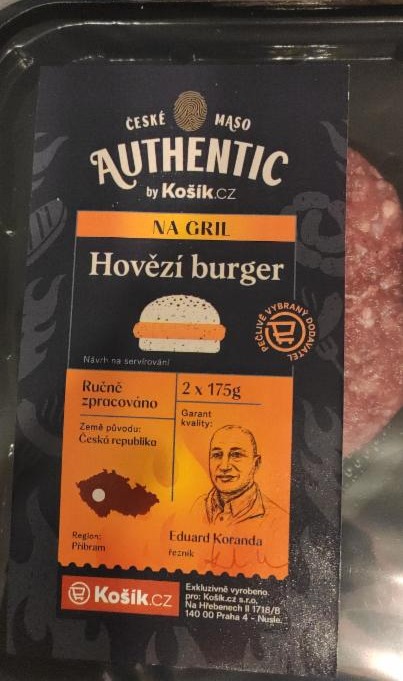 ČESKÉ MASO
AUTHENTIC
by Košík.cz
NA GRIL
Hovězí burger
PEČLIVĚ VYBRANÝ DODAVATEL
Návrh na servírování
Ručně
zpracováno
2 x 175g
Země původu:
Česká republika
Garant
kvality:
Region:
Příbram
Eduard Koranda
řezník
Košík.CZ
Exkluzivně vyrobeno
pro: Košík.cz s.r.o.
Na Hřebenech II 1718/8
140 00 Praha 4 - Nusle.